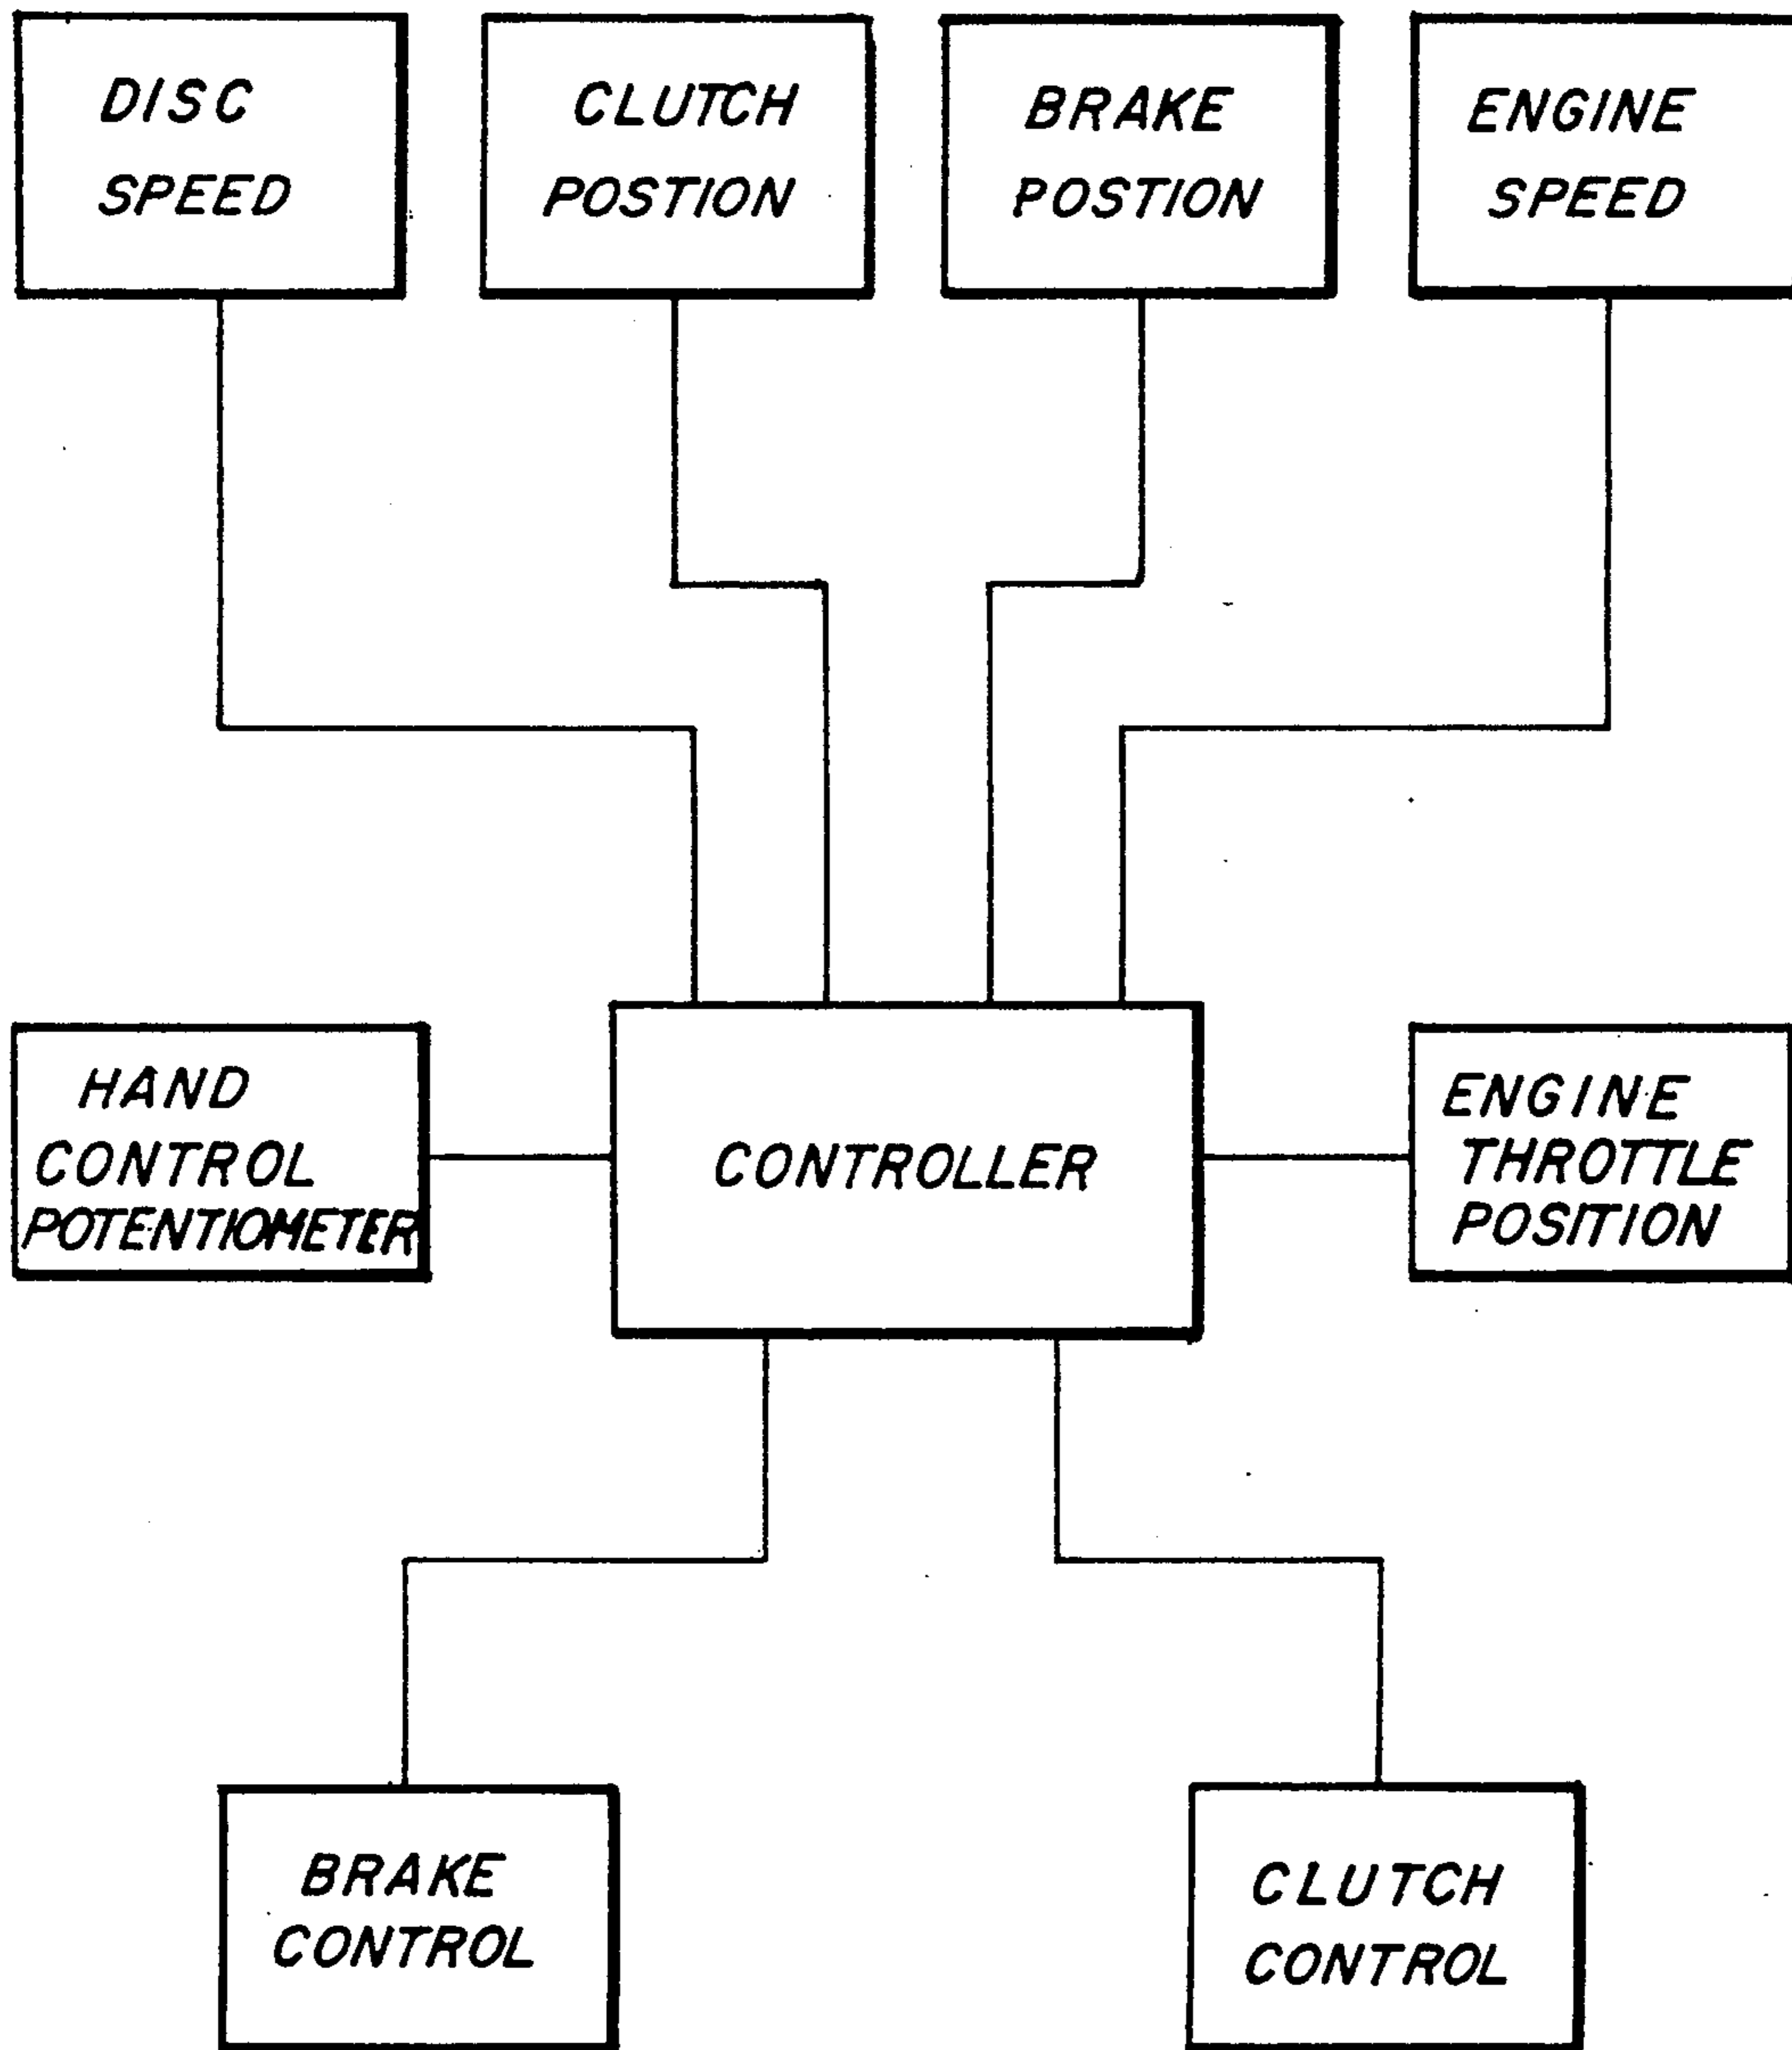 DISC
SPEED
CLUTCH
POSTION
BRAKE
POSTION
ENGINE
SPEED
HAND
CONTROL
POTENTIOMETER
CONTROLLER
ENGINE
THROTTLE
POSITION
BRAKE
CONTROL
CLUTCH
CONTROL